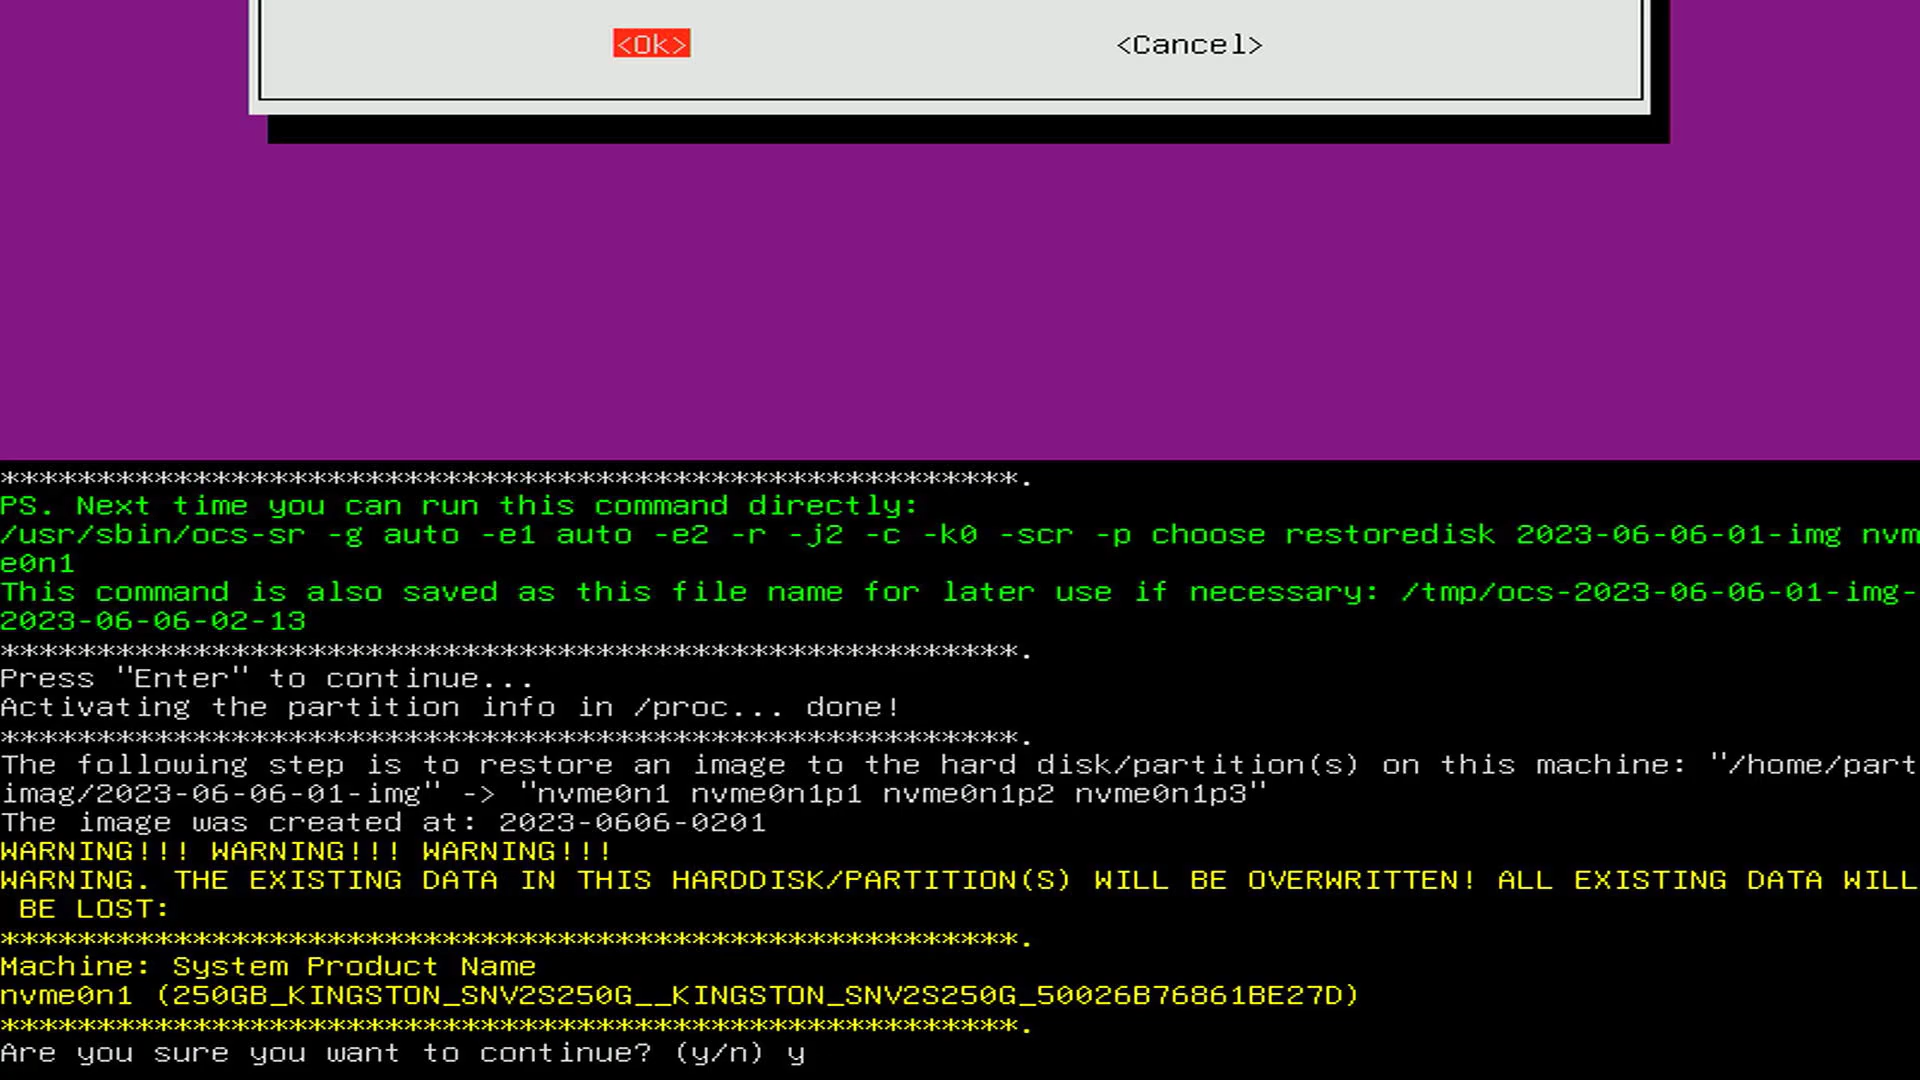 <Ok> <Cancel>
*****************************************************.
PS. Next time you can run this command directly:
/usr/sbin/ocs-sr -g auto -e1 auto -e2 -r -j2 -c -k0 -scr -p choose restoredisk 2023-06-06-01-img nvm
e0n1
This command is also saved as this file name for later use if necessary: /tmp/ocs-2023-06-06-01-img-
2023-06-06-02-13
*****************************************************.
Press "Enter" to continue...
Activating the partition info in /proc... done!
*****************************************************.
The following step is to restore an image to the hard disk/partition(s) on this machine: "/home/part
imag/2023-06-06-01-img" -> "nvme0n1 nvme0n1p1 nvme0n1p2 nvme0n1p3"
The image was created at: 2023-0606-0201
WARNING!!! WARNING!!! WARNING!!!
WARNING. THE EXISTING DATA IN THIS HARDDISK/PARTITION(S) WILL BE OVERWRITTEN! ALL EXISTING DATA WILL
 BE LOST:
*****************************************************.
Machine: System Product Name
nvme0n1 (250GB_KINGSTON_SNV2S250G__KINGSTON_SNV2S250G_50026B76861BE27D)
*****************************************************.
Are you sure you want to continue? (y/n) y